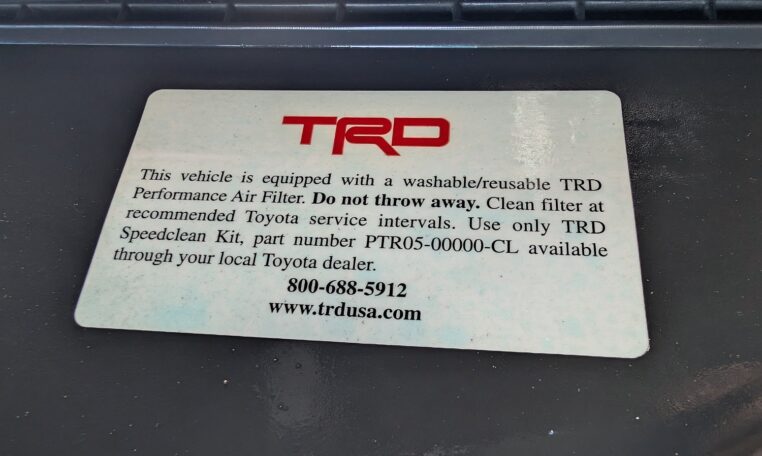 TRD
This vehicle is equipped with a washable/reusable TRD
Performance Air Filter. Do not throw away. Clean filter at
recommended Toyota service intervals. Use only TRD
Speedclean Kit, part number PTR05-00000-CL available
through your local Toyota dealer.
800-688-5912
www.trdusa.com